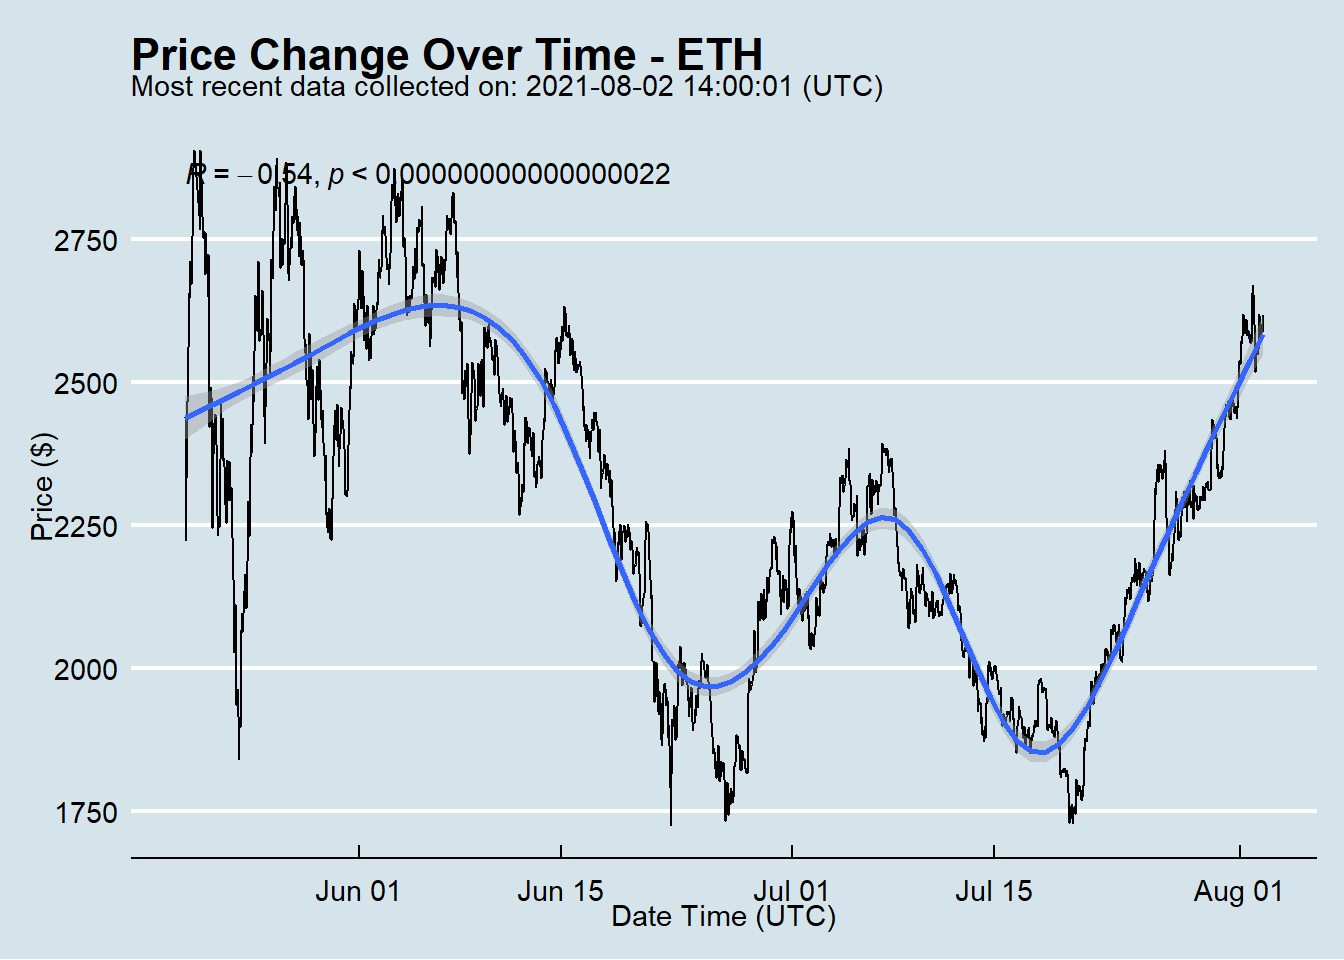 Price Change Over Time - ETH
Most recent data collected on: 2021-08-02 14:00:01 (UTC)
R = −0.54, p < 0.00000000000000022
2750
2500
2250
2000
1750
Price ($)
Jun 01 Jun 15 Jul 01 Jul 15 Aug 01
Date Time (UTC)